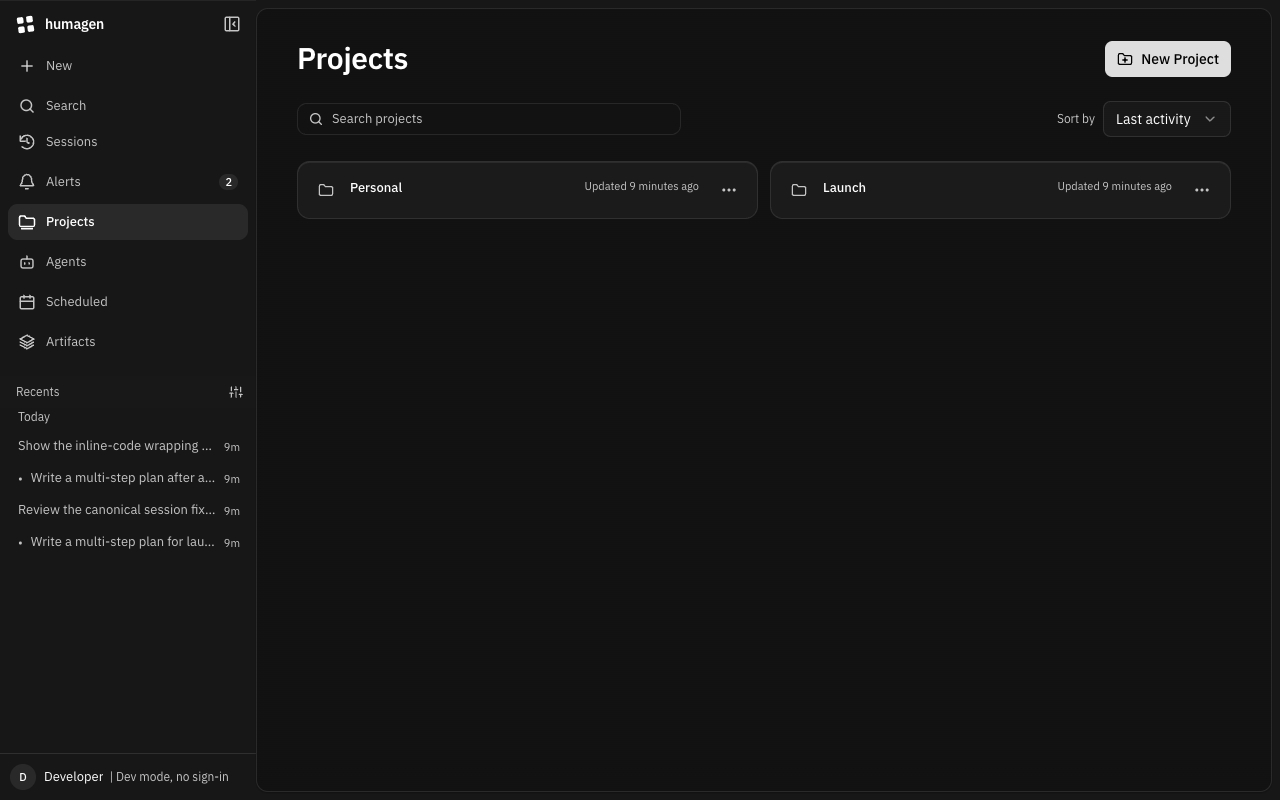 humagen
New
Search
Sessions
Alerts 2
Projects
Agents
Scheduled
Artifacts
Recents
Today
Show the inline-code wrapping ... 9m
• Write a multi-step plan after a... 9m
Review the canonical session fix... 9m
• Write a multi-step plan for lau... 9m
D Developer | Dev mode, no sign-in
Projects
New Project
Search projects
Sort by Last activity
Personal Updated 9 minutes ago
Launch Updated 9 minutes ago